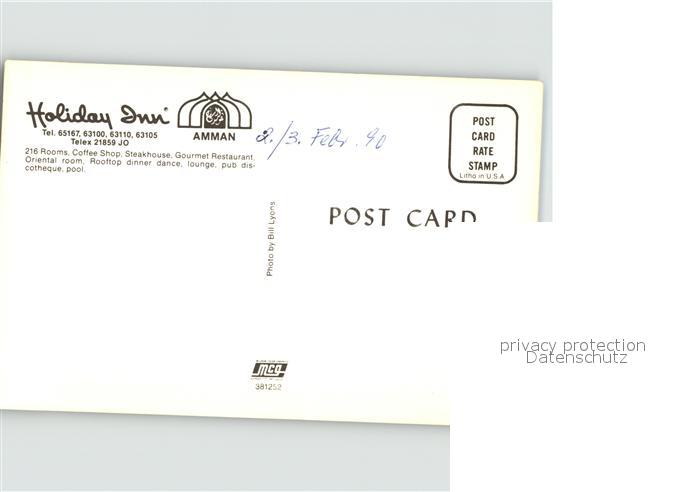 Holiday Inn
Tel. 65167, 63100, 63110, 63105
Telex 21859 JO
AMMAN
216 Rooms, Coffee Shop, Steakhouse, Gourmet Restaurant,
Oriental room, Rooftop dinner dance, lounge, pub dis-
cotheque, pool.
2./3. Febr. 90
POST
CARD
RATE
STAMP
Litho in U.S.A
POST CARD
Photo by Bill Lyons
mcg
381252
privacy protection
Datenschutz